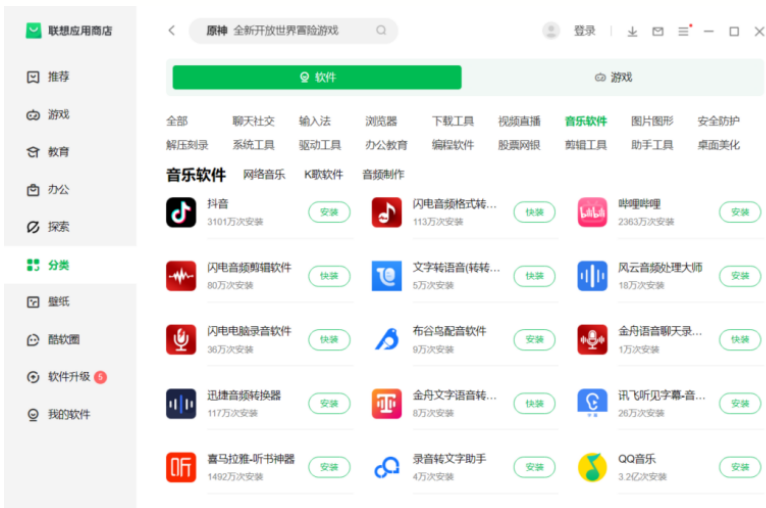 联想应用商店
原神 全新开放世界冒险游戏
登录
推荐
游戏
教育
办公
探索
分类
壁纸
酷软圈
软件升级 5
我的软件
软件
游戏
全部 聊天社交 输入法 浏览器 下载工具 视频直播 音乐软件 图片图形 安全防护
解压刻录 系统工具 驱动工具 办公教育 编程软件 股票网银 剪辑工具 助手工具 桌面美化
音乐软件 网络音乐 K歌软件 音频制作
抖音
3101万次安装
安装
闪电音频格式转...
113万次安装
快装
哔哩哔哩
2363万次安装
安装
闪电音频剪辑软件
80万次安装
快装
文字转语音(转转...
5万次安装
快装
风云音频处理大师
18万次安装
安装
闪电电脑录音软件
36万次安装
快装
布谷鸟配音软件
9万次安装
安装
金舟语音聊天录...
1万次安装
快装
迅捷音频转换器
117万次安装
安装
金舟文字语音转...
8万次安装
快装
讯飞听见字幕-音...
26万次安装
安装
听
喜马拉雅-听书神器
1492万次安装
安装
录音转文字助手
4万次安装
安装
QQ音乐
3.2亿次安装
安装